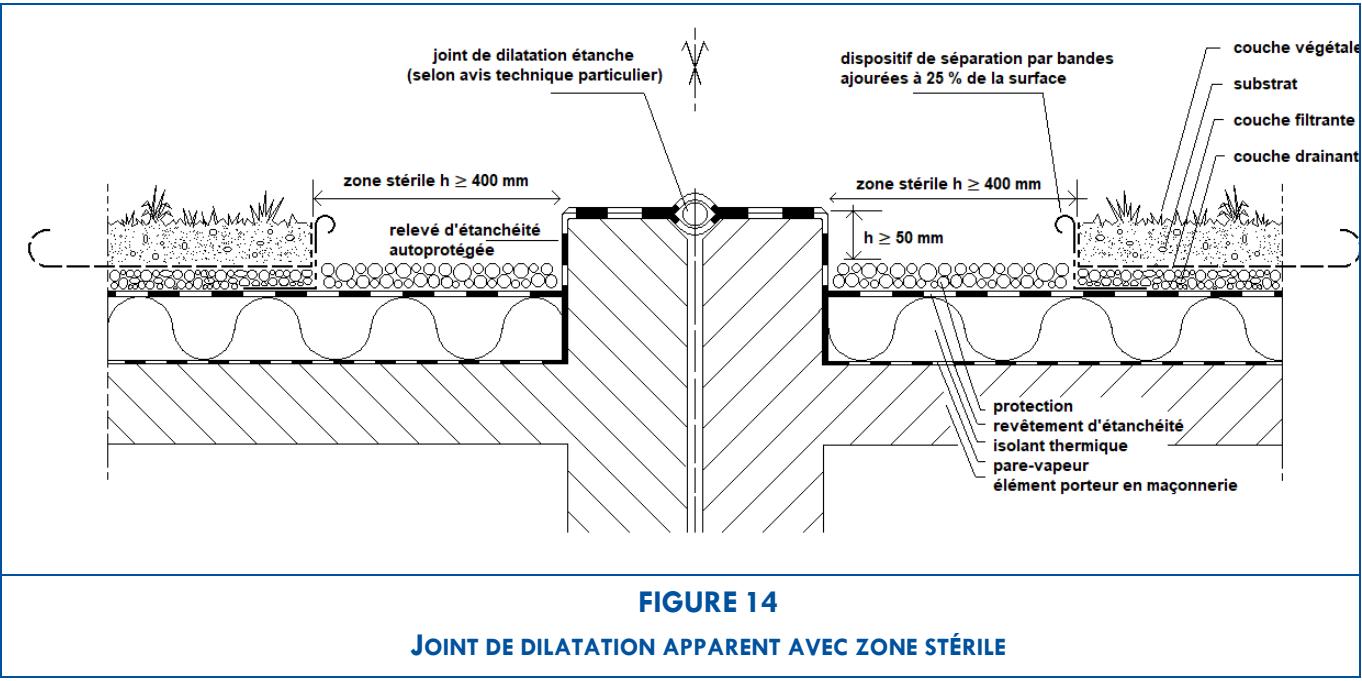 joint de dilatation étanche
(selon avis technique particulier)
dispositif de séparation par bandes
ajourées à 25 % de la surface
couche végétale
substrat
couche filtrante
couche drainant
zone stérile h ≥ 400 mm
zone stérile h ≥ 400 mm
relevé d'étanchéité
autoprotégée
h ≥ 50 mm
protection
revêtement d'étanchéité
isolant thermique
pare-vapeur
élément porteur en maçonnerie
FIGURE 14
JOINT DE DILATATION APPARENT AVEC ZONE STÉRILE